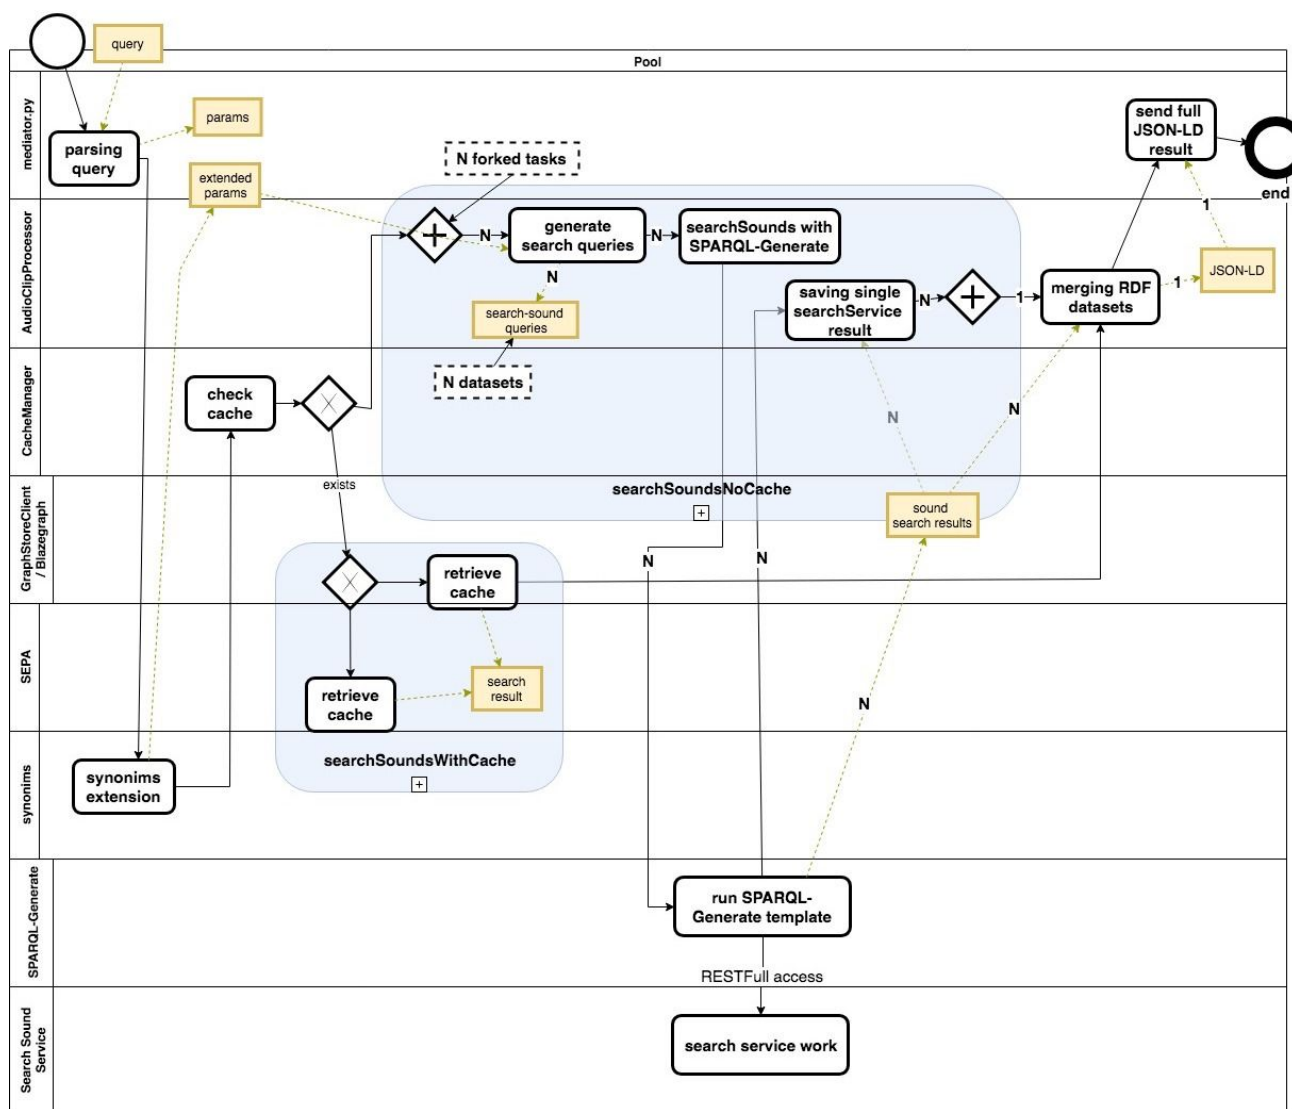 query
Pool
mediator.py
params
parsing
query
N forked tasks
send full
JSON-LD
result
end
extended
params
1
AudioClipProcessor
N
generate
search queries
N
searchSounds with
SPARQL-Generate
N
search-sound
queries
saving single
searchService
result
N
1
merging RDF
datasets
1
JSON-LD
CacheManager
check
cache
N datasets
N
N
exists
searchSoundsNoCache
GraphStoreClient
/ Blazegraph
sound
search results
retrieve
cache
N
N
SEPA
retrieve
cache
search
result
N
searchSoundsWithCache
synonims
synonims
extension
SPARQL-Generate
run SPARQL-
Generate template
RESTFull access
Search Sound
Service
search service work